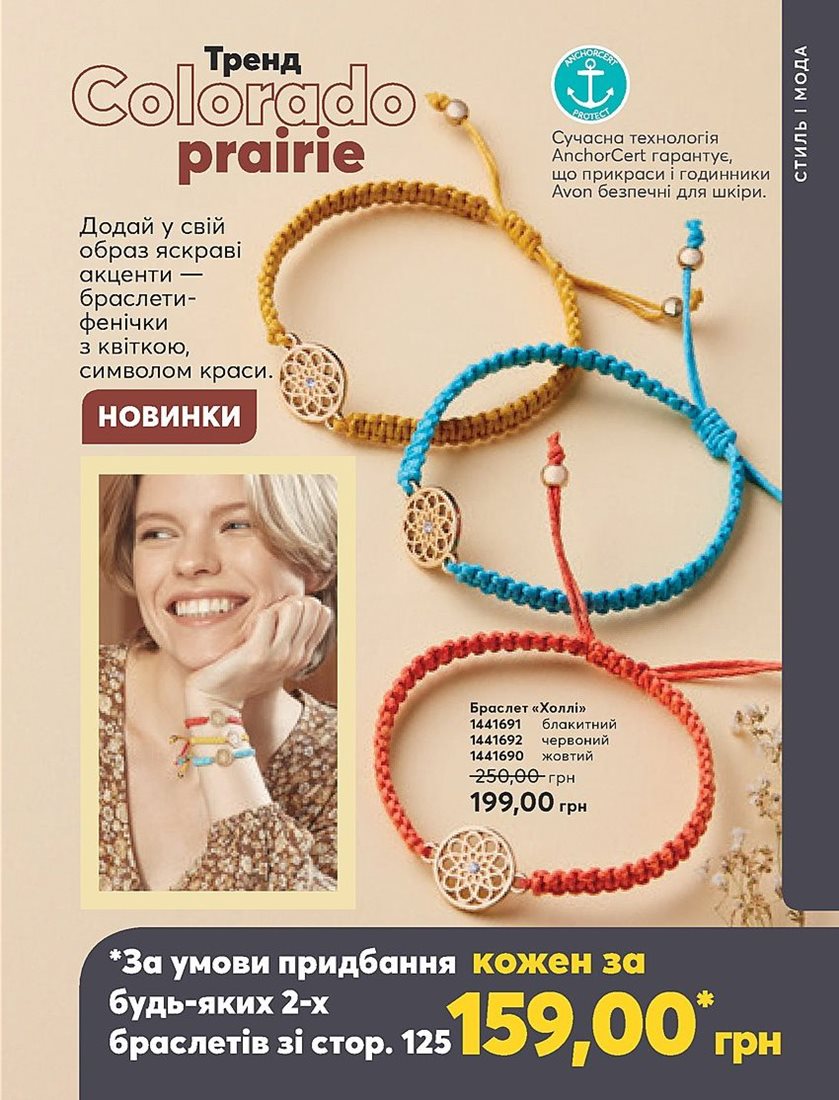 Тренд
Colorado
prairie
ANCHORCERT
PROTECT
Сучасна технологія
AnchorCert гарантує,
що прикраси і годинники
Avon безпечні для шкіри.
СТИЛЬ І МОДА
Додай у свій
образ яскраві
акценти —
браслети-
фенічки
з квіткою,
символом краси.
НОВИНКИ
Браслет «Холлі»
1441691 блакитний
1441692 червоний
1441690 жовтий
250,00 грн
199,00 грн
*За умови придбання
будь-яких 2-х
браслетів зі стор. 125
кожен за
159,00*
грн